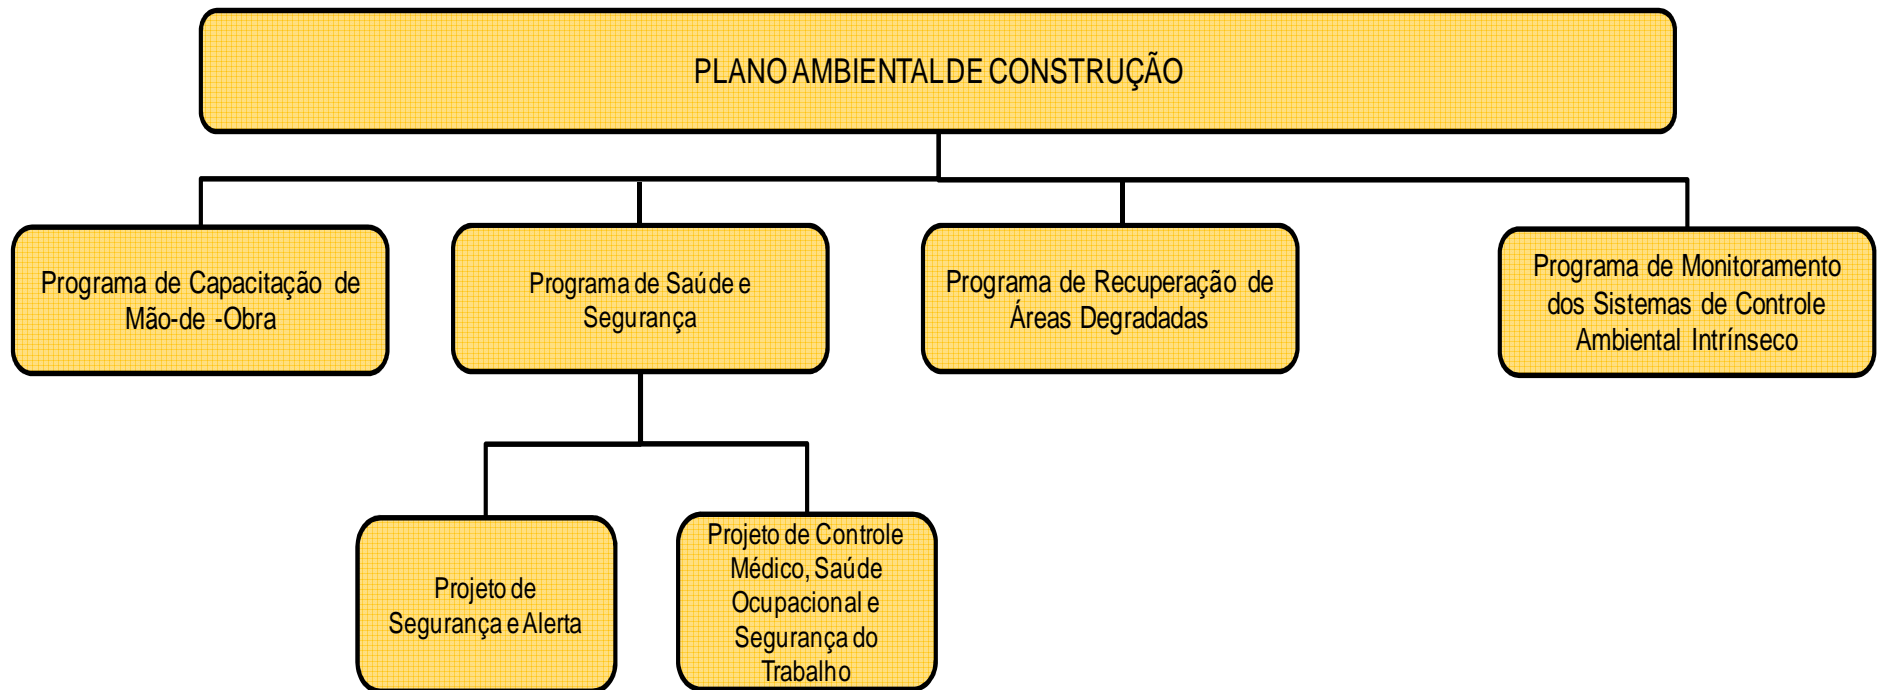 PLANO AMBIENTAL DE CONSTRUÇÃO
Programa de Capacitação de
Mão-de -Obra
Programa de Saúde e
Segurança
Programa de Recuperação de
Áreas Degradadas
Programa de Monitoramento
dos Sistemas de Controle
Ambiental Intrínseco
Projeto de
Segurança e Alerta
Projeto de Controle
Médico, Saúde
Ocupacional e
Segurança do
Trabalho